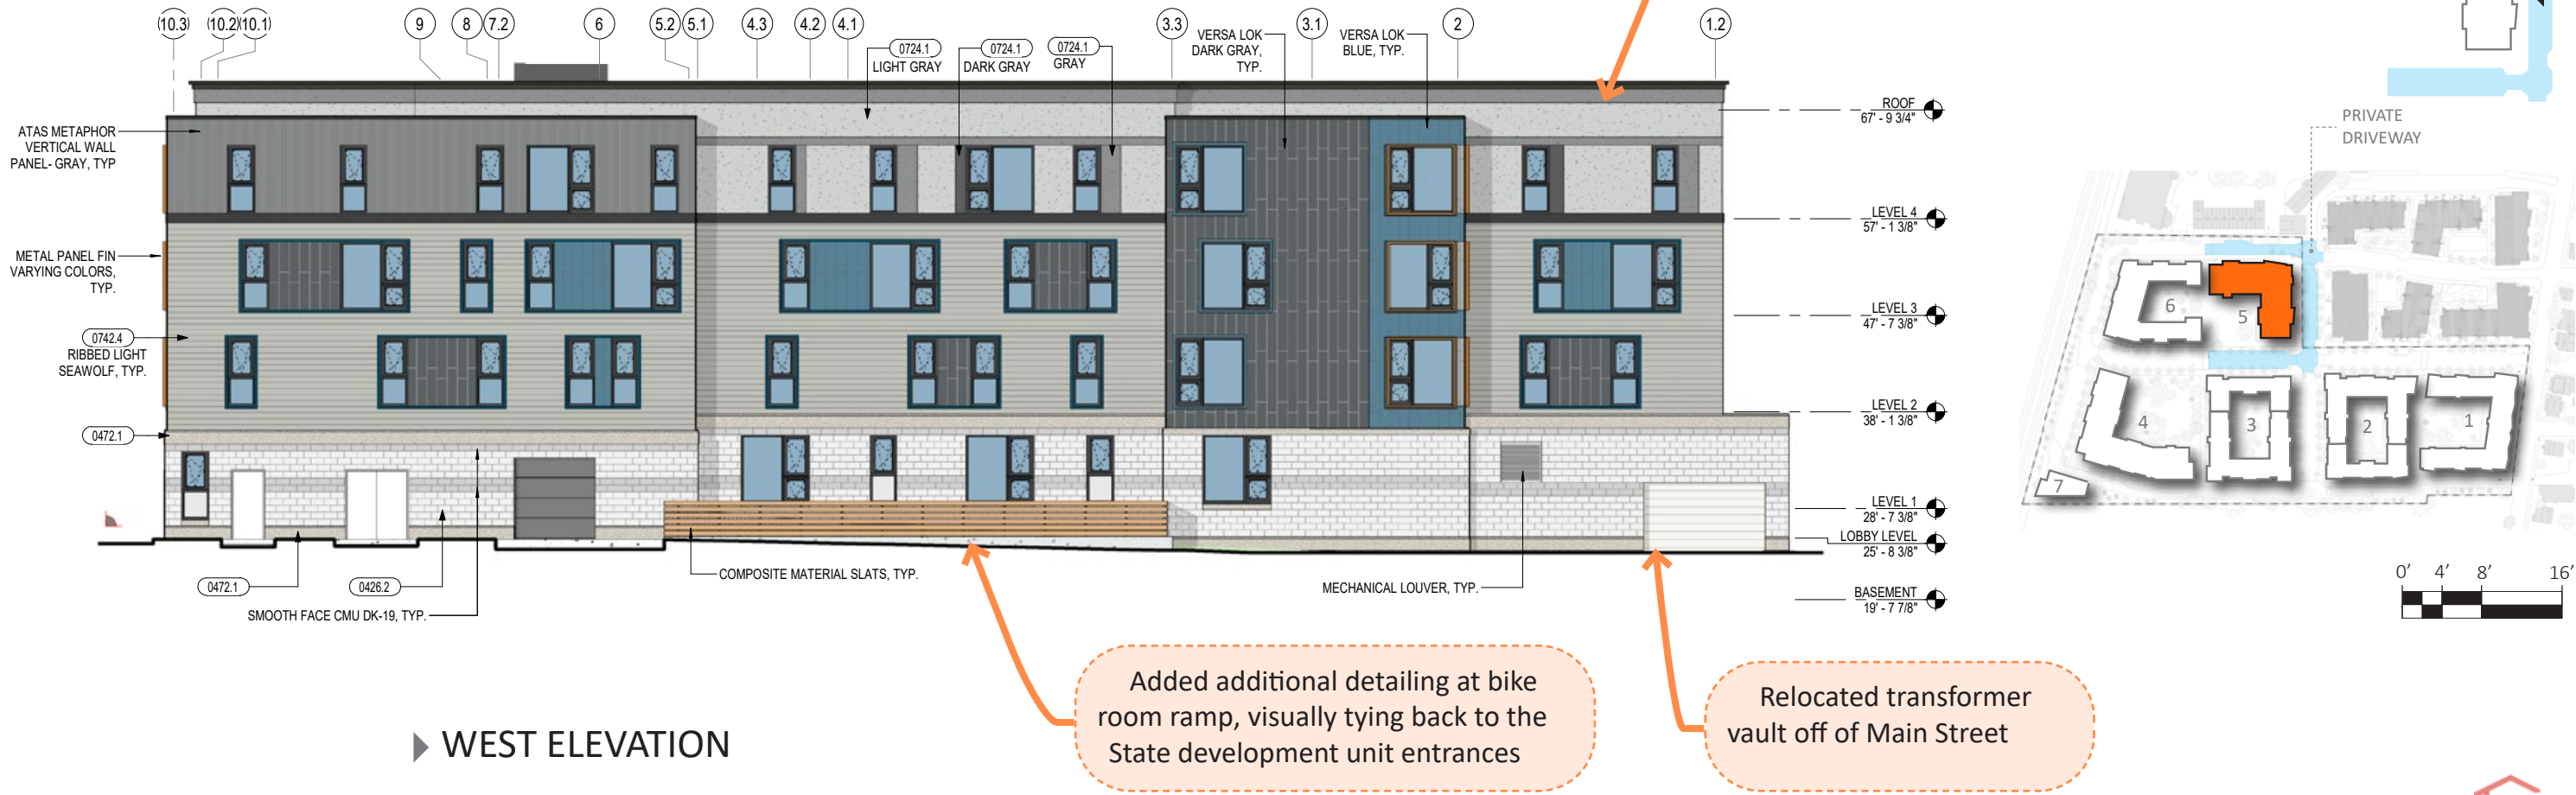 (10.3)
(10.2)
(10.1)
9
8
7.2
6
5.2
5.1
4.3
4.2
4.1
3.3
3.1
2
1.2
0724.1
LIGHT GRAY
0724.1
DARK GRAY
0724.1
GRAY
VERSA LOK
DARK GRAY,
TYP.
VERSA LOK
BLUE, TYP.
ATAS METAPHOR
VERTICAL WALL
PANEL- GRAY, TYP
METAL PANEL FIN
VARYING COLORS,
TYP.
0742.4
RIBBED LIGHT
SEAWOLF, TYP.
0472.1
0472.1
0426.2
SMOOTH FACE CMU DK-19, TYP.
COMPOSITE MATERIAL SLATS, TYP.
MECHANICAL LOUVER, TYP.
ROOF
67' - 9 3/4"
LEVEL 4
57' - 1 3/8"
LEVEL 3
47' - 7 3/8"
LEVEL 2
38' - 1 3/8"
LEVEL 1
28' - 7 3/8"
LOBBY LEVEL
25' - 8 3/8"
BASEMENT
19' - 7 7/8"
PRIVATE
DRIVEWAY
6
5
4
3
2
1
7
0' 4' 8' 16'
WEST ELEVATION
Added additional detailing at bike
room ramp, visually tying back to the
State development unit entrances
Relocated transformer
vault off of Main Street